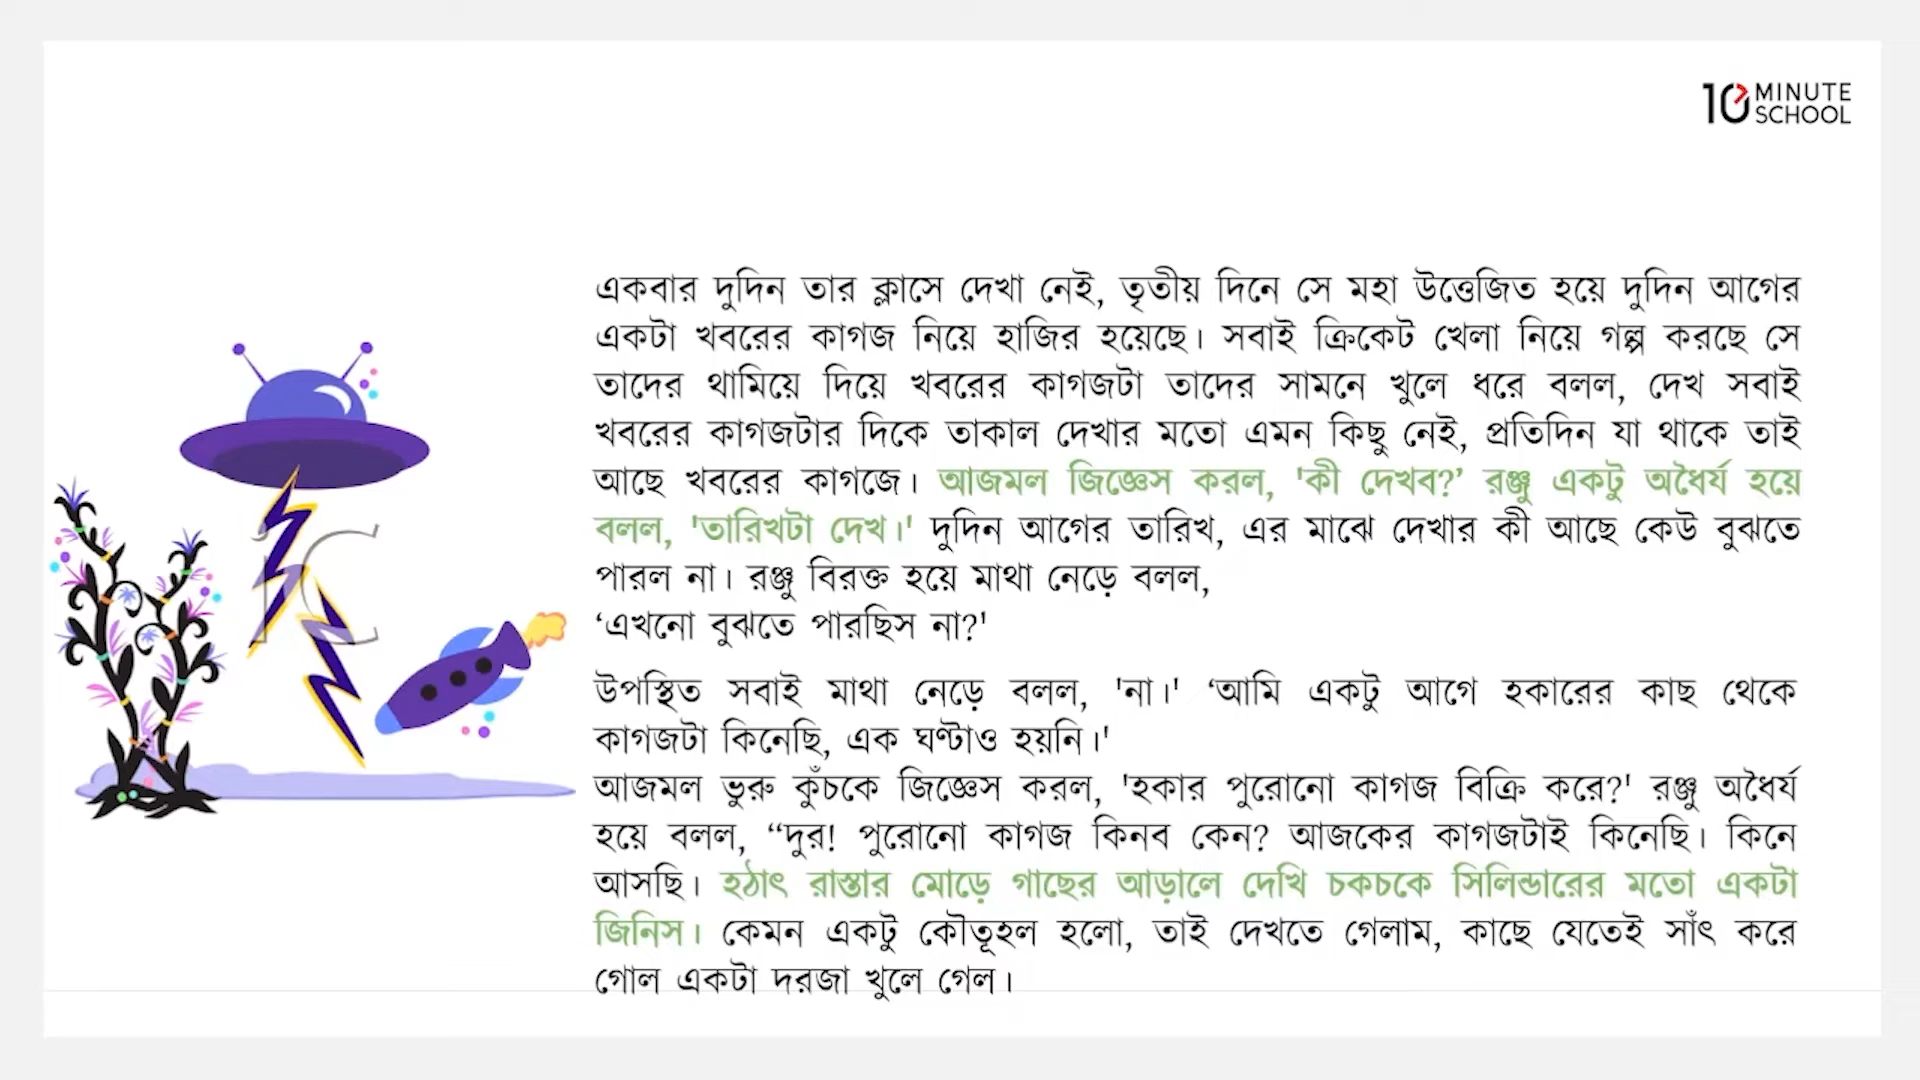 10 MINUTE
SCHOOL
একবার দুদিন তার ক্লাসে দেখা নেই, তৃতীয় দিনে সে মহা উত্তেজিত হয়ে দুদিন আগের
একটা খবরের কাগজ নিয়ে হাজির হয়েছে। সবাই ক্রিকেট খেলা নিয়ে গল্প করছে সে
তাদের থামিয়ে দিয়ে খবরের কাগজটা তাদের সামনে খুলে ধরে বলল, দেখ সবাই
খবরের কাগজটার দিকে তাকাল দেখার মতো এমন কিছু নেই, প্রতিদিন যা থাকে তাই
আছে খবরের কাগজে। আজমল জিজ্ঞেস করল, 'কী দেখব?’ রঞ্জু একটু অধৈর্য হয়ে
বলল, 'তারিখটা দেখ।' দুদিন আগের তারিখ, এর মাঝে দেখার কী আছে কেউ বুঝতে
পারল না। রঞ্জু বিরক্ত হয়ে মাথা নেড়ে বলল,
‘এখনো বুঝতে পারছিস না?'
উপস্থিত সবাই মাথা নেড়ে বলল, 'না।' ‘আমি একটু আগে হকারের কাছ থেকে
কাগজটা কিনেছি, এক ঘণ্টাও হয়নি।'
আজমল ভুরু কুঁচকে জিজ্ঞেস করল, 'হকার পুরোনো কাগজ বিক্রি করে?' রঞ্জু অধৈর্য
হয়ে বলল, “দুর! পুরোনো কাগজ কিনব কেন? আজকের কাগজটাই কিনেছি। কিনে
আসছি। হঠাৎ রাস্তার মোড়ে গাছের আড়ালে দেখি চকচকে সিলিন্ডারের মতো একটা
জিনিস। কেমন একটু কৌতূহল হলো, তাই দেখতে গেলাম, কাছে যেতেই সাঁৎ করে
গোল একটা দরজা খুলে গেল।